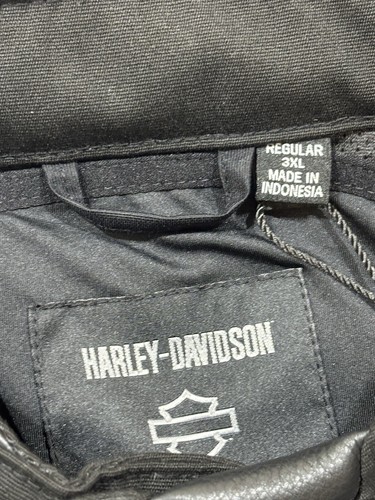 REGULAR
3XL
MADE IN
INDONESIA
HARLEY-DAVIDSON